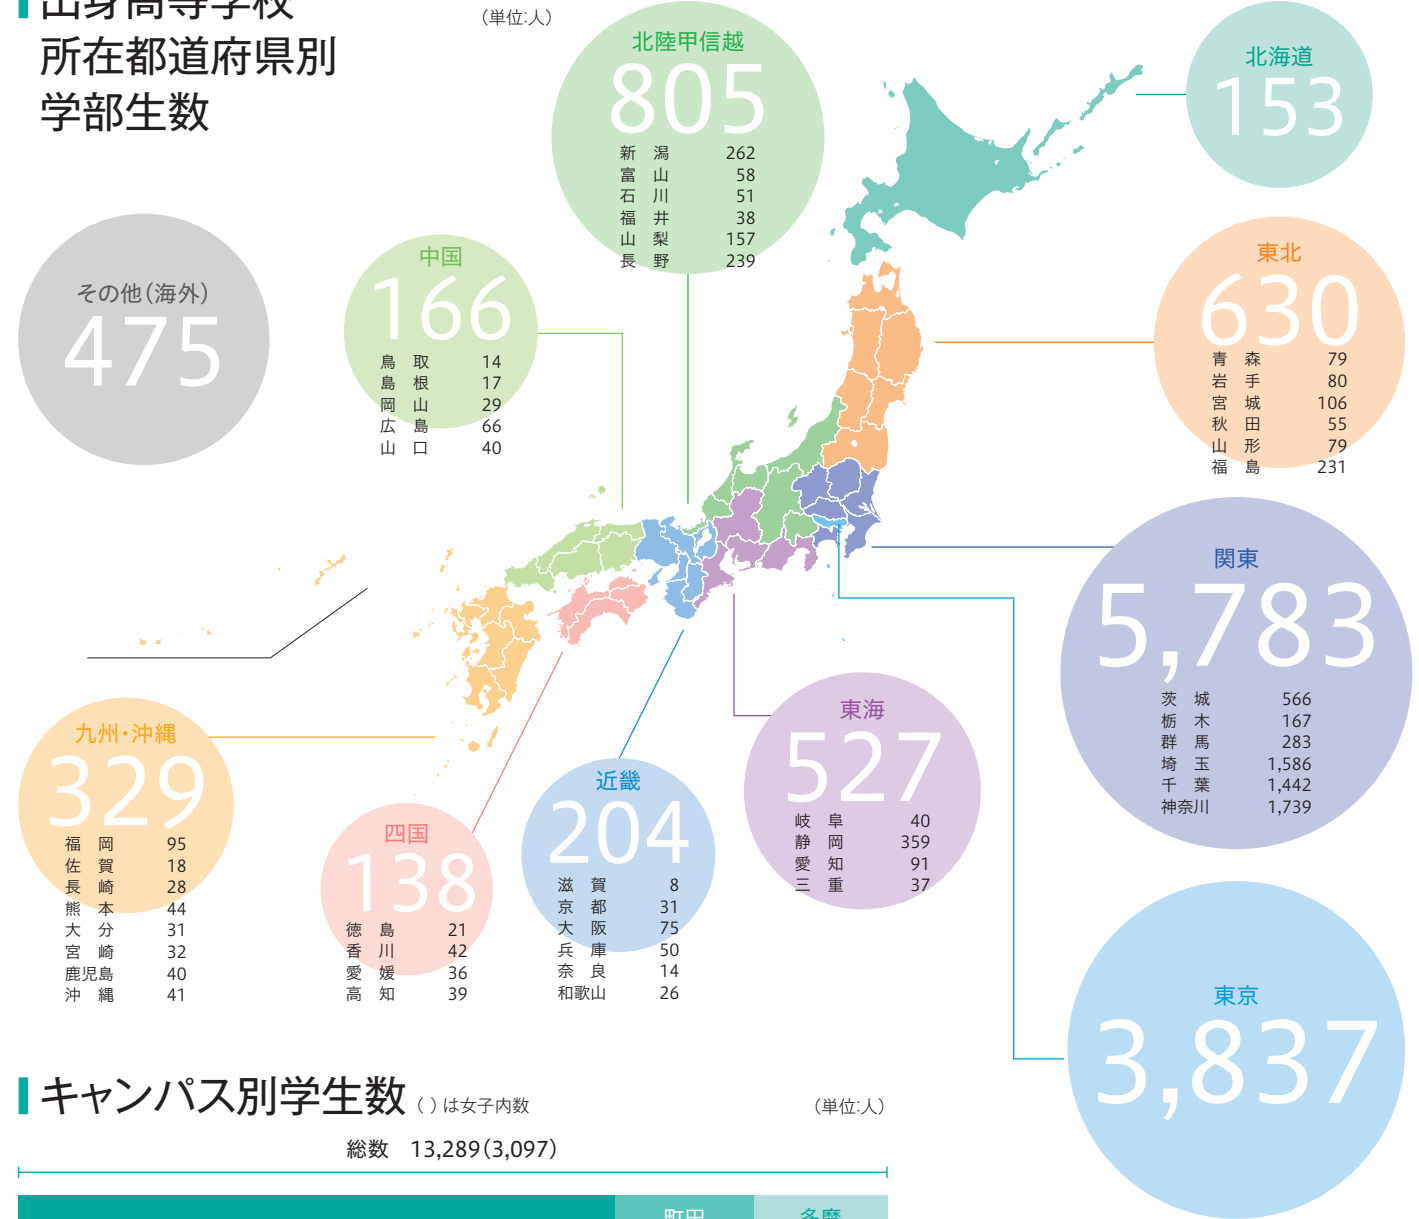 出身高等学校
所在都道府県別
学部生数
(単位:人)
北陸甲信越
805
新潟 262
富山 58
石川 51
福井 38
山梨 157
長野 239
北海道
153
その他(海外)
475
中国
166
鳥取 14
島根 17
岡山 29
広島 66
山口 40
東北
630
青森 79
岩手 80
宮城 106
秋田 55
山形 79
福島 231
関東
5,783
茨城 566
栃木 167
群馬 283
埼玉 1,586
千葉 1,442
神奈川 1,739
九州・沖縄
329
福岡 95
佐賀 18
長崎 28
熊本 44
大分 31
宮崎 32
鹿児島 40
沖縄 41
四国
138
徳島 21
香川 42
愛媛 36
高知 39
近畿
204
滋賀 8
京都 31
大阪 75
兵庫 50
奈良 14
和歌山 26
東海
527
岐阜 40
静岡 359
愛知 91
三重 37
東京
3,837
キャンパス別学生数 ( )は女子内数
(単位:人)
総数 13,289(3,097)
町田 多摩